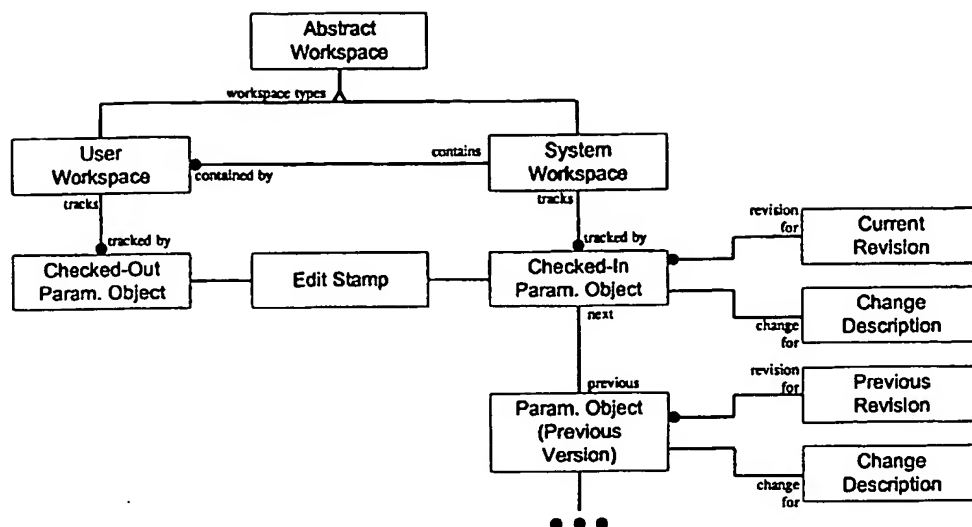 Abstract
Workspace
workspace types
User
Workspace
contained by
contains
System
Workspace
tracks
tracks
tracked by
tracked by
Checked-Out
Param. Object
Edit Stamp
Checked-In
Param. Object
next
revision
for
Current
Revision
change
for
Change
Description
previous
Param. Object
(Previous
Version)
revision
for
Previous
Revision
change
for
Change
Description